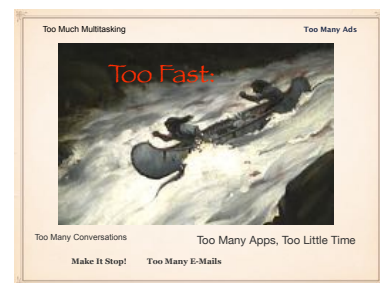 Too Much Multitasking
Too Many Ads
Too Fast:
Too Many Conversations
Too Many Apps, Too Little Time
Make It Stop!
Too Many E-Mails